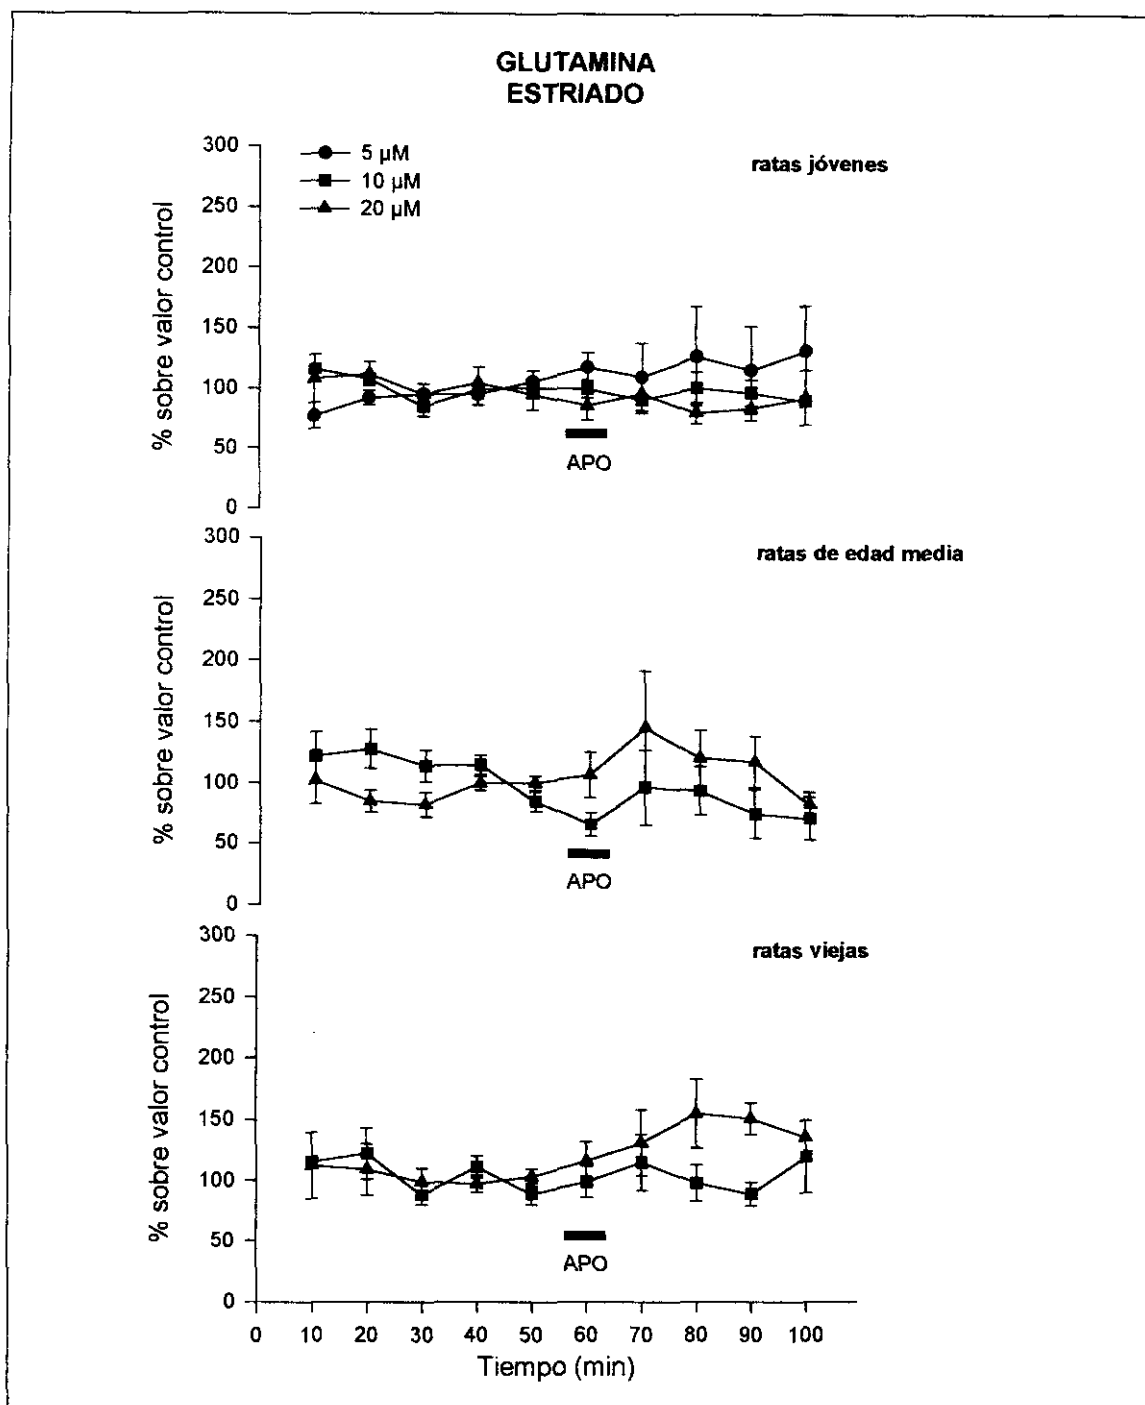 GLUTAMINA
ESTRIADO
5 µM
10 µM
20 µM
ratas jóvenes
300
250
200
150
100
50
0
% sobre valor control
APO
ratas de edad media
300
250
200
150
100
50
0
% sobre valor control
APO
ratas viejas
300
250
200
150
100
50
0
% sobre valor control
APO
0 10 20 30 40 50 60 70 80 90 100
Tiempo (min)